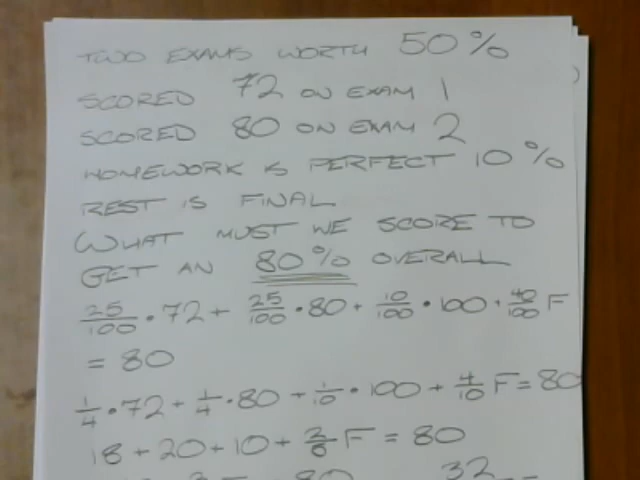 TWO EXAMS WORTH 50%
SCORED 72 ON EXAM 1
SCORED 80 ON EXAM 2
HOMEWORK IS PERFECT 10%
REST IS FINAL
WHAT MUST WE SCORE TO
GET AN 80% OVERALL
25/100 • 72 + 25/100 • 80 + 10/100 • 100 + 40/100 F
= 80
1/4 • 72 + 1/4 • 80 + 1/10 • 100 + 4/10 F = 80
18 + 20 + 10 + 2/5 F = 80
80 32